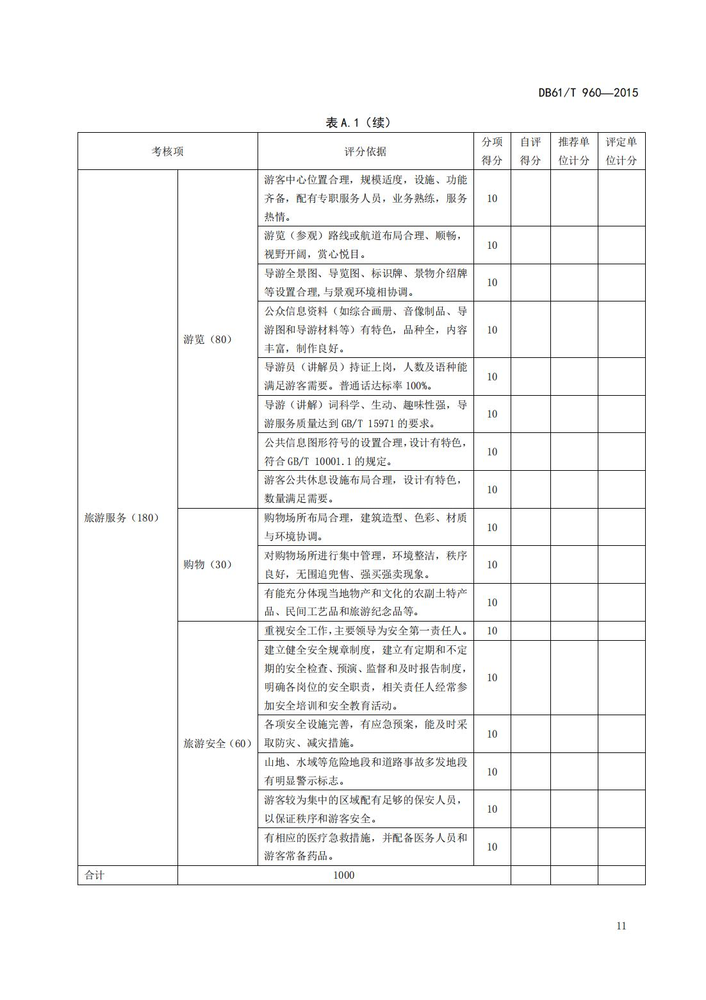 DB61/T 960—2015
表 A.1（续）
考核项
评分依据
分项
得分
自评
得分
推荐单
位计分
评定单
位计分
旅游服务（180）
游览（80）
游客中心位置合理，规模适度，设施、功能
齐备，配有专职服务人员，业务熟练，服务
热情。
10
游览（参观）路线或航道布局合理、顺畅，
视野开阔，赏心悦目。
10
导游全景图、导览图、标识牌、景物介绍牌
等设置合理,与景观环境相协调。
10
公众信息资料（如综合画册、音像制品、导
游图和导游材料等）有特色，品种全，内容
丰富，制作良好。
10
导游员（讲解员）持证上岗，人数及语种能
满足游客需要。普通话达标率 100%。
10
导游（讲解）词科学、生动、趣味性强，导
游服务质量达到 GB/T 15971 的要求。
10
公共信息图形符号的设置合理，设计有特色，
符合 GB/T 10001.1 的规定。
10
游客公共休息设施布局合理，设计有特色，
数量满足需要。
10
购物（30）
购物场所布局合理，建筑造型、色彩、材质
与环境协调。
10
对购物场所进行集中管理，环境整洁，秩序
良好，无围追兜售、强买强卖现象。
10
有能充分体现当地物产和文化的农副土特产
品、民间工艺品和旅游纪念品等。
10
旅游安全（60）
重视安全工作，主要领导为安全第一责任人。
10
建立健全安全规章制度，建立有定期和不定
期的安全检查、预演、监督和及时报告制度，
明确各岗位的安全职责，相关责任人经常参
加安全培训和安全教育活动。
10
各项安全设施完善，有应急预案，能及时采
取防灾、减灾措施。
10
山地、水域等危险地段和道路事故多发地段
有明显警示标志。
10
游客较为集中的区域配有足够的保安人员，
以保证秩序和游客安全。
10
有相应的医疗急救措施，并配备医务人员和
游客常备药品。
10
合计
1000
11